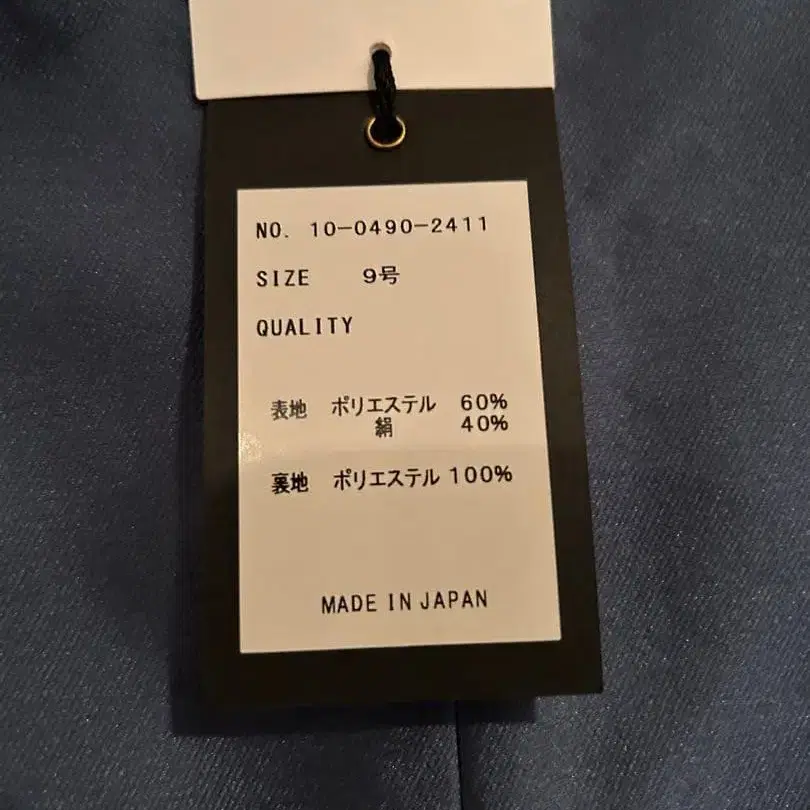 NO. 10-0490-2411
SIZE 9号
QUALITY
表地 ポリエステル 60%
絹 40%
裏地 ポリエステル 100%
MADE IN JAPAN